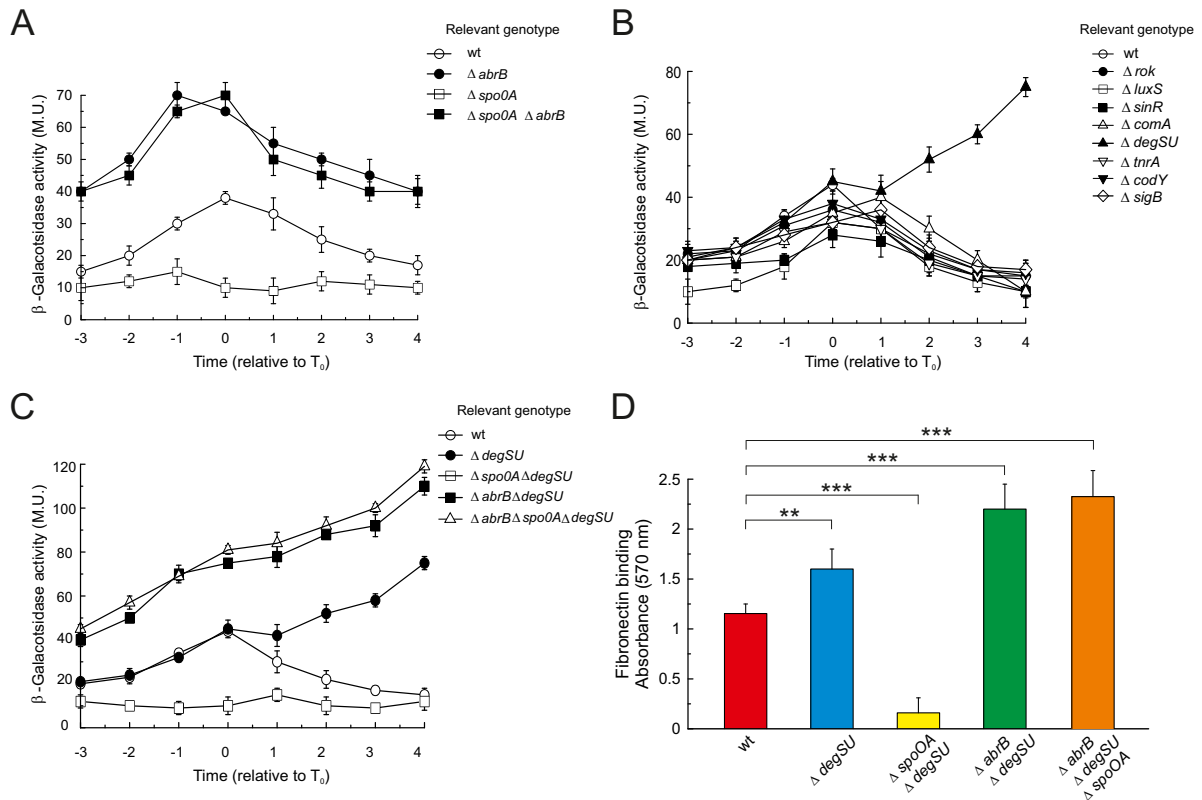 A
Relevant genotype
wt
Δ abrB
Δ spo0A
Δ spo0A Δ abrB
β -Galacotsidase activity (M.U.)
70
60
50
40
30
20
10
0
-3 -2 -1 0 1 2 3 4
Time (relative to T0)
B
Relevant genotype
wt
Δ rok
Δ luxS
Δ sinR
Δ comA
Δ degSU
Δ tnrA
Δ codY
Δ sigB
β -Galacotsidase activity (M.U.)
80
60
40
20
0
-3 -2 -1 0 1 2 3 4
Time (relative to T0)
C
Relevant genotype
wt
Δ degSU
Δ spo0AΔdegSU
Δ abrBΔdegSU
Δ abrBΔspo0AΔdegSU
β -Galacotsidase activity (M.U.)
120
100
80
60
40
20
0
-3 -2 -1 0 1 2 3 4
Time (relative to T0)
D
***
***
***
**
Fibronectin binding
Absorbance (570 nm)
2.5
2
1.5
1
0.5
0
wt
Δ degSU
Δ spoOA
Δ degSU
Δ abrB
Δ degSU
Δ abrB
Δ degSU
Δ spoOA